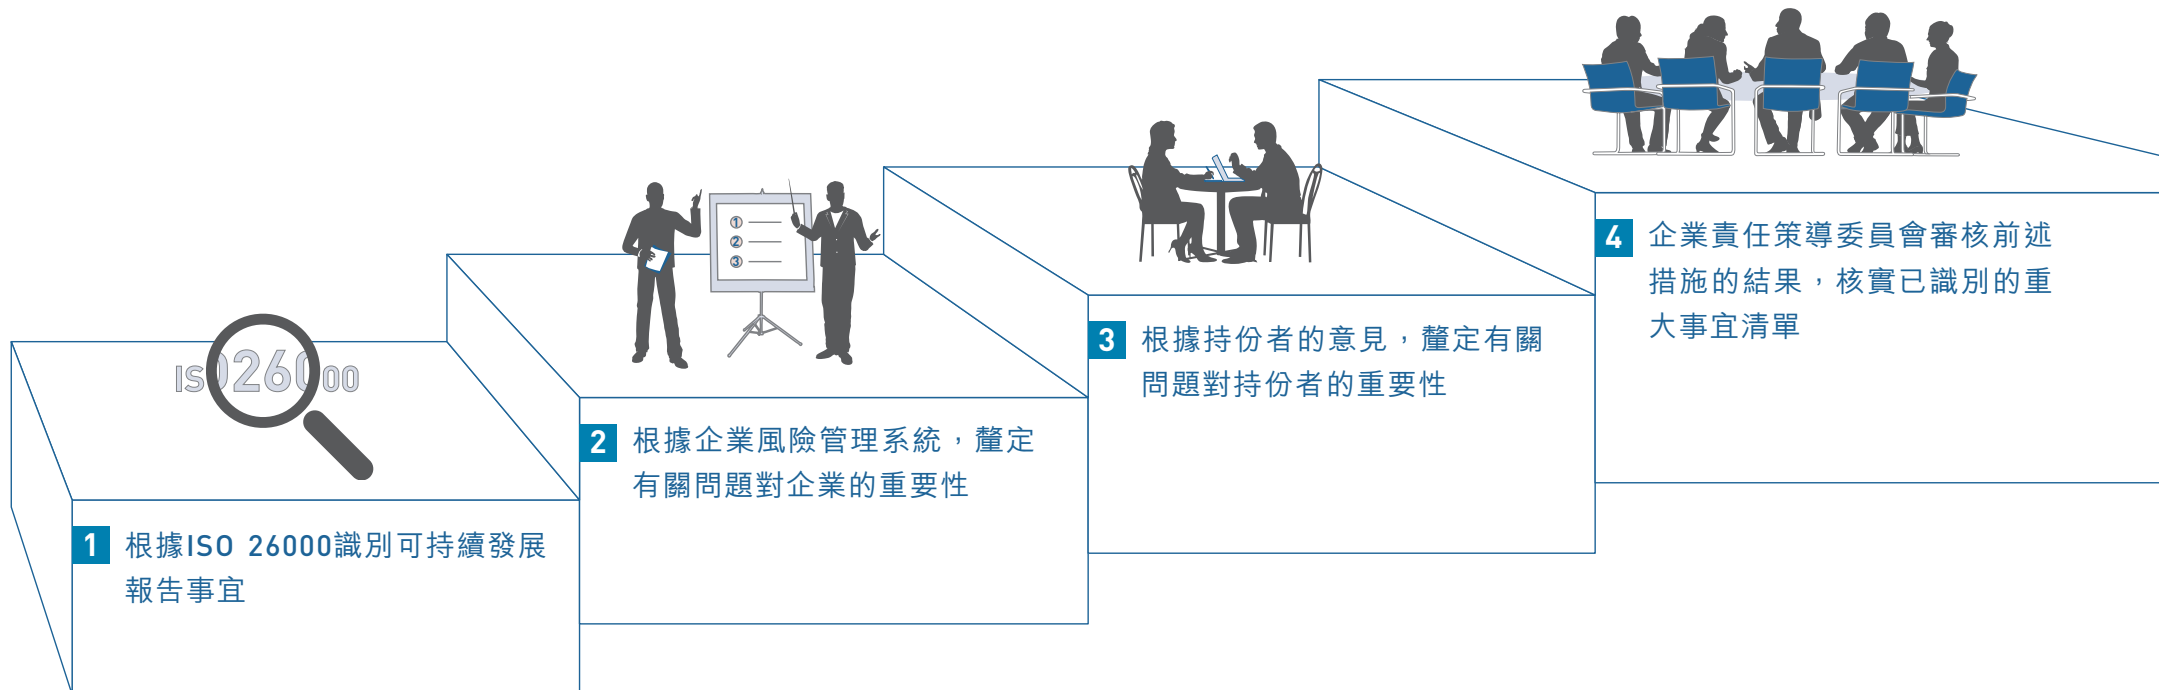 ISO26000
①
②
③
1 根據ISO 26000識別可持續發展
報告事宜
2 根據企業風險管理系統，釐定
有關問題對企業的重要性
3 根據持份者的意見，釐定有關
問題對持份者的重要性
4 企業責任策導委員會審核前述
措施的結果，核實已識別的重
大事宜清單